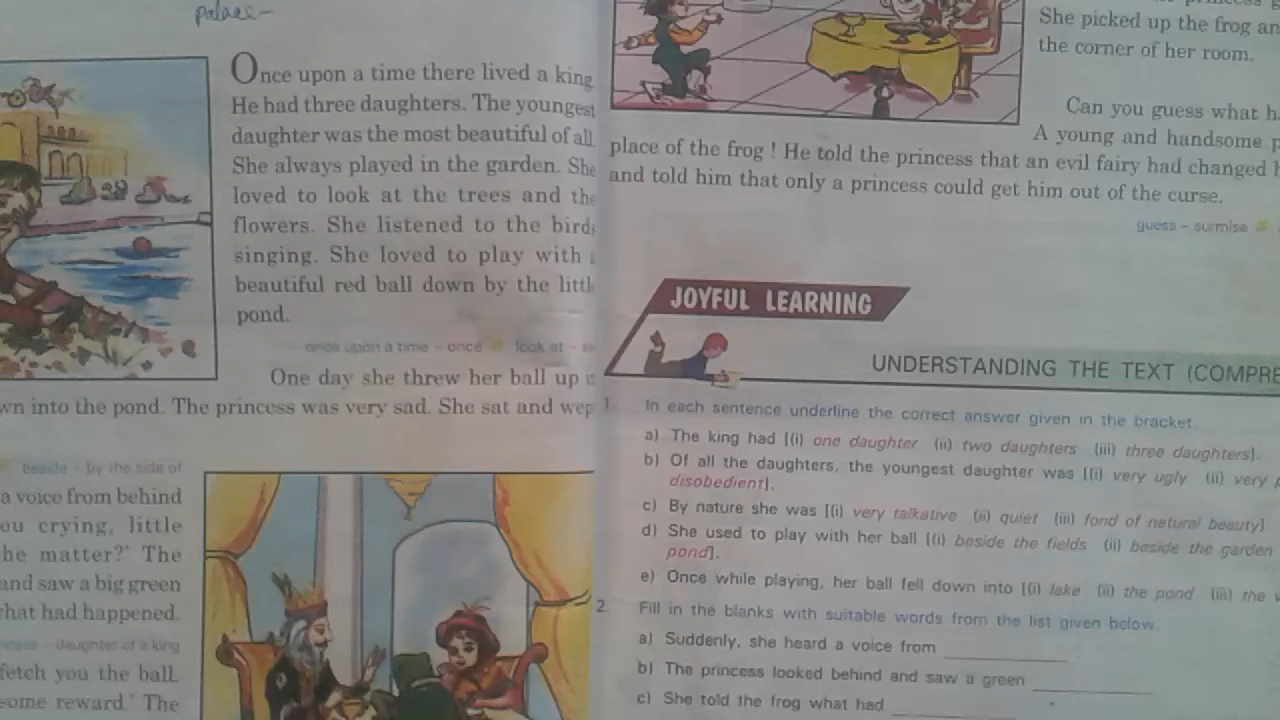 palace-
Once upon a time there lived a king
He had three daughters. The youngest
daughter was the most beautiful of all
She always played in the garden. She
loved to look at the trees and the
flowers. She listened to the birds
singing. She loved to play with
beautiful red ball down by the littl
pond.
once upon a time - once look at -
One day she threw her ball up
wn into the pond. The princess was very sad. She sat and wep
beside - by the side of
a voice from behind
ou crying, little
he matter?' The
and saw a big green
hat had happened.
- daughter of a king
fetch you the ball.
some reward.' The
She picked up the frog an
the corner of her room.
Can you guess what h
A young and handsome p
place of the frog ! He told the princess that an evil fairy had changed h
and told him that only a princess could get him out of the curse.
guess - surmise
JOYFUL LEARNING
UNDERSTANDING THE TEXT (COMPRE
1. In each sentence underline the correct answer given in the bracket
a) The king had [(i) one daughter (ii) two daughters (iii) three daughters].
b) Of all the daughters, the youngest daughter was [(i) very ugly (ii) very p
disobedient].
c) By nature she was [(i) very talkative (ii) quiet (iii) fond of natural beauty].
d) She used to play with her ball [(i) beside the fields (ii) beside the garden
pond].
e) Once while playing, her ball fell down into [(i) lake (ii) the pond (iii) the w
2. Fill in the blanks with suitable words from the list given below.
a) Suddenly, she heard a voice from
b) The princess looked behind and saw a green
c) She told the frog what had